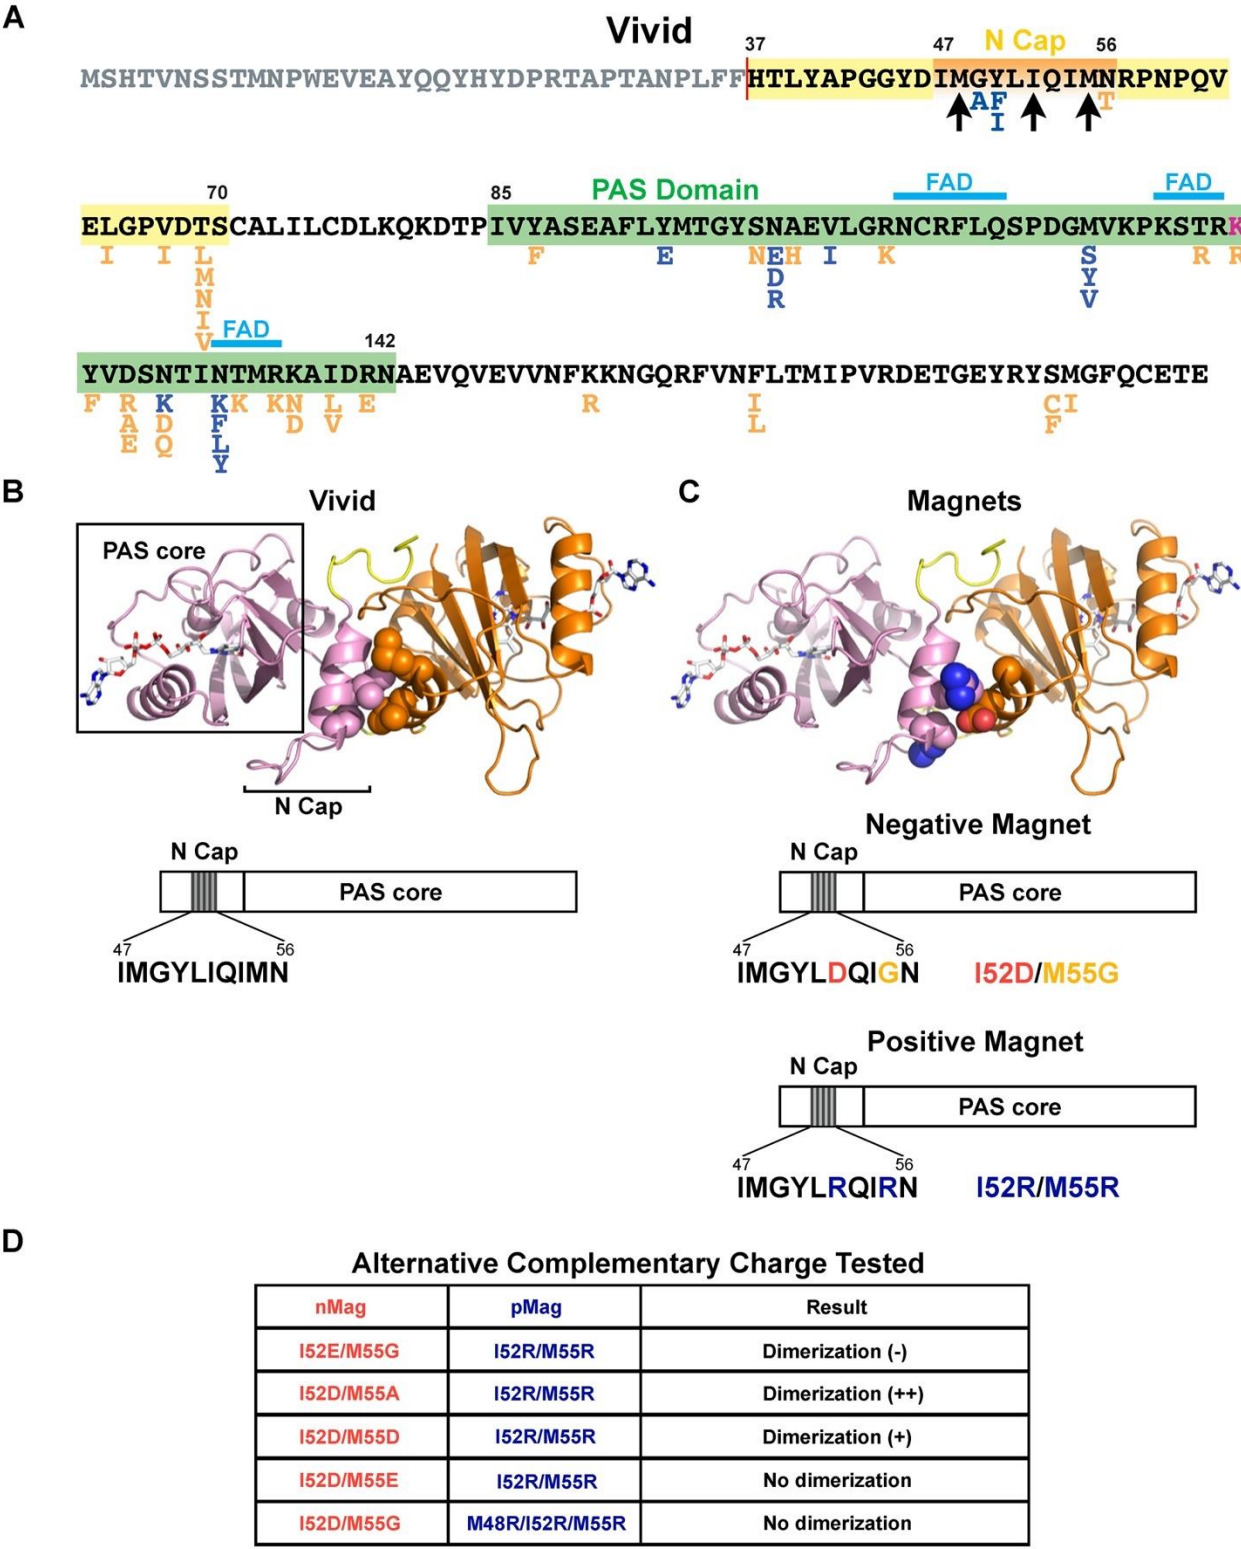 A
Vivid
37
47
N Cap
56
MSHTVNSSTMNPWEVEAYQQYHYDPRTAPTANPLFFHTLYAPGGYDIMGYLIQIMNRPNPQV
AF
T
I
70
85
PAS Domain
FAD
FAD
ELGPVDTSCALILCDLKQKDTPIVYASEAFLYMTGYSNAEVLGRNCRFLQSPDGMVKPKSTRK
I
I
L
F
E
N
E
H
I
K
S
R
R
M
D
Y
N
R
V
I
V
FAD
142
YVDSNTINTMRKAIDRNAEVQVEVVNFKKNGQRFVNFLTMIPVRDETGEYRYSMGFQCETE
F
R
K
K
K
K
N
L
E
R
I
C
I
A
D
F
D
V
L
F
E
Q
L
Y
B
Vivid
PAS core
N Cap
N Cap
PAS core
47
56
IMGYLIQIMN
C
Magnets
Negative Magnet
N Cap
PAS core
47
56
IMGYLDQIGN
I52D/M55G
Positive Magnet
N Cap
PAS core
47
56
IMGYLRQIRN
I52R/M55R
D
Alternative Complementary Charge Tested
nMag pMag Result
I52E/M55G I52R/M55R Dimerization (-)
I52D/M55A I52R/M55R Dimerization (++)
I52D/M55D I52R/M55R Dimerization (+)
I52D/M55E I52R/M55R No dimerization
I52D/M55G M48R/I52R/M55R No dimerization